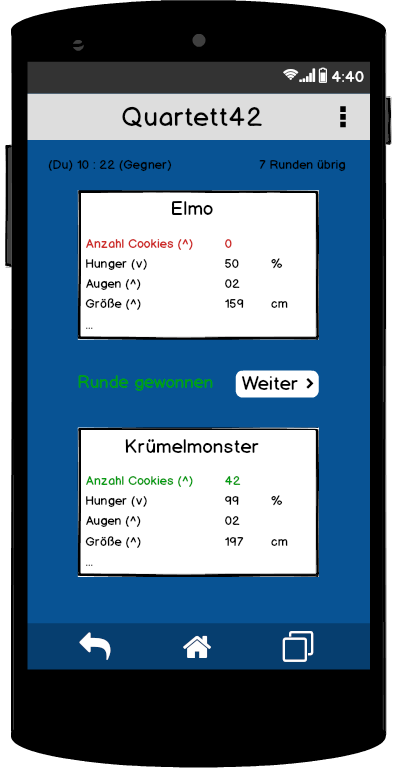 4:40
Quartett42
(Du) 10 : 22 (Gegner) 7 Runden übrig
Elmo
Anzahl Cookies (^) 0
Hunger (v) 50 %
Augen (^) 02
Größe (^) 159 cm
...
Runde gewonnen Weiter >
Krümelmonster
Anzahl Cookies (^) 42
Hunger (v) 99 %
Augen (^) 02
Größe (^) 197 cm
...